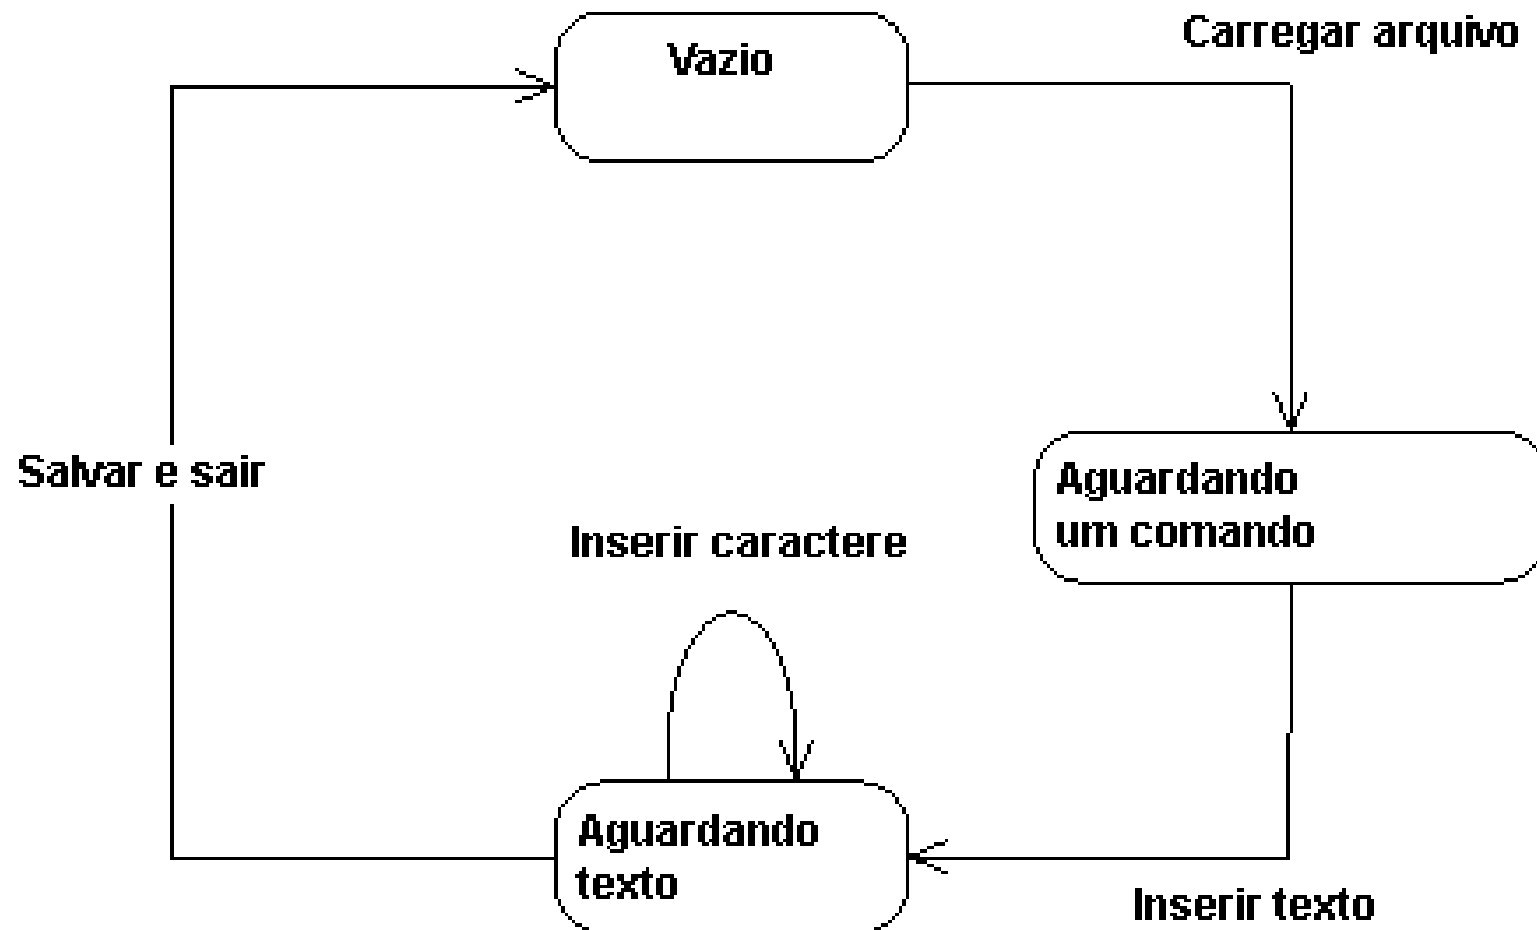 Vazio
Carregar arquivo
Salvar e sair
Aguardando
um comando
Inserir caractere
Aguardando
texto
Inserir texto